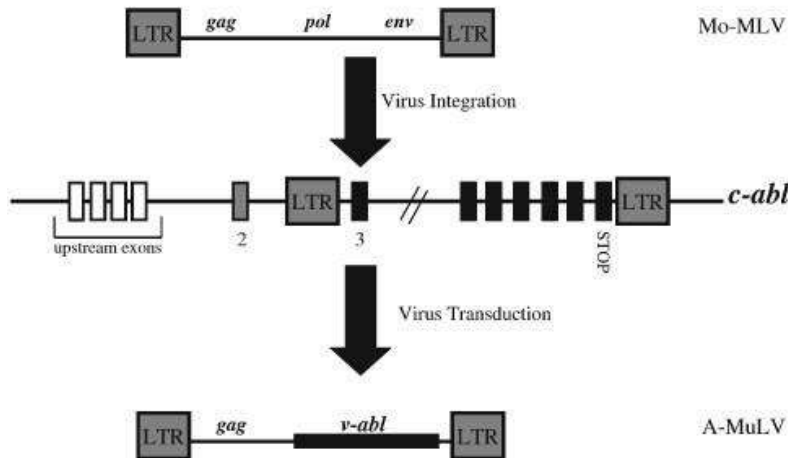 LTR gag pol env LTR Mo-MLV
Virus Integration
LTR LTR c-abl
upstream exons 2 3 STOP
Virus Transduction
LTR gag v-abl LTR A-MuLV